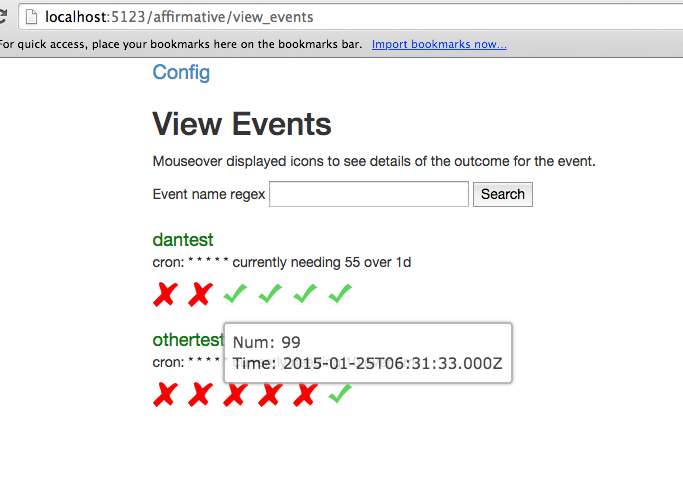 localhost:5123/affirmative/view_events
For quick access, place your bookmarks here on the bookmarks bar. Import bookmarks now...
Config
View Events
Mouseover displayed icons to see details of the outcome for the event.
Event name regex Search
dantest
cron: * * * * * currently needing 55 over 1d
othertest
Num: 99
cron: * * * * *
Time: 2015-01-25T06:31:33.000Z